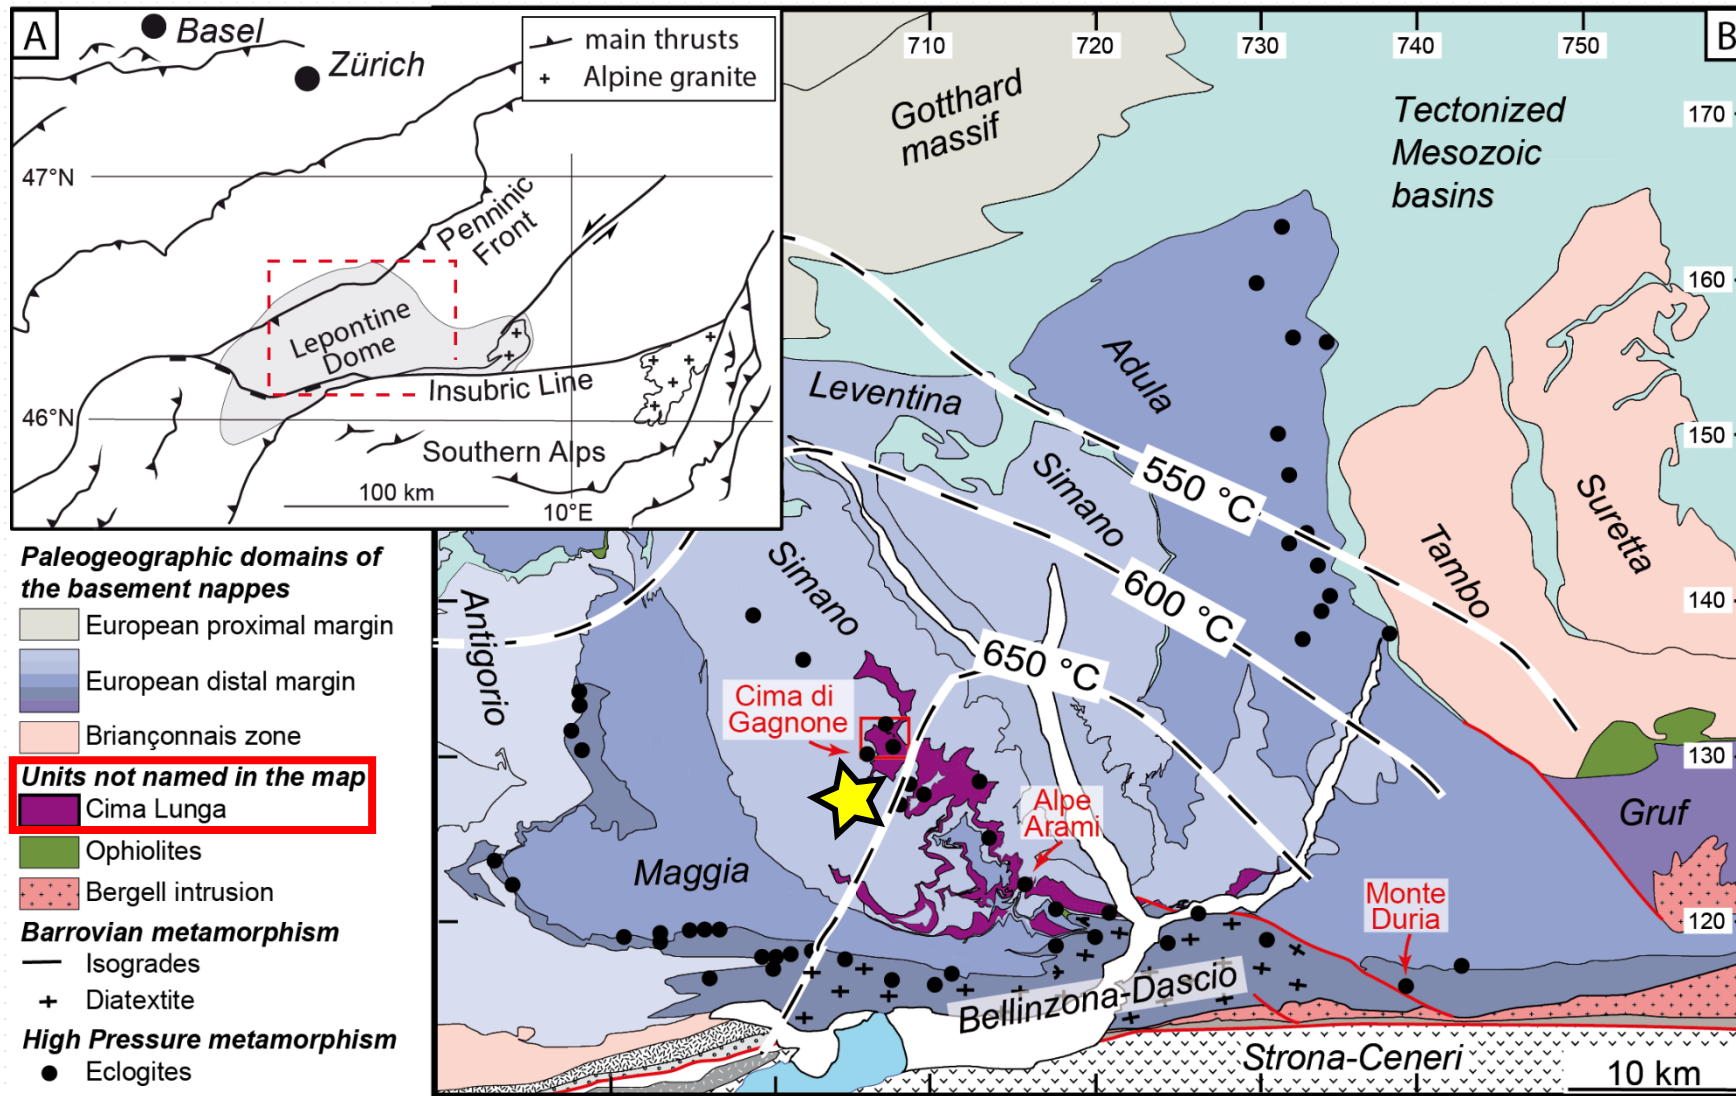 A
Basel
Zürich
main thrusts
Alpine granite
47°N
Penninic
Front
Lepontine
Dome
Insubric Line
46°N
Southern Alps
100 km
10°E
B
710
720
730
740
750
170
160
150
140
130
120
Gotthard
massif
Tectonized
Mesozoic
basins
Adula
Leventina
Simano
550 °C
Suretta
Tambo
600 °C
Simano
Antigorio
650 °C
Cima di
Gagnone
Alpe
Arami
Gruf
Maggia
Monte
Duria
Bellinzona-Dascio
Strona-Ceneri
10 km
Paleogeographic domains of
the basement nappes
European proximal margin
European distal margin
Briançonnais zone
Units not named in the map
Cima Lunga
Ophiolites
Bergell intrusion
Barrovian metamorphism
Isogrades
Diatextite
High Pressure metamorphism
Eclogites